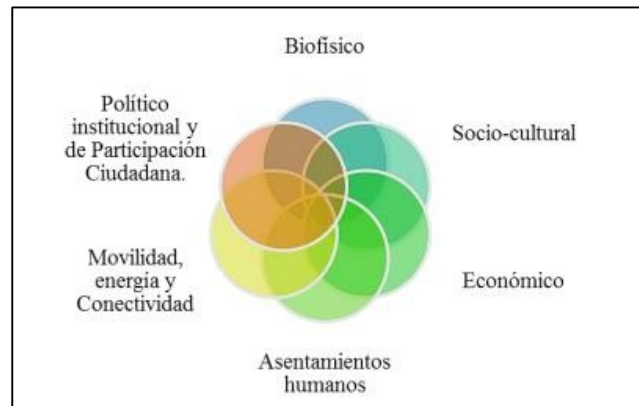 Biofísico
Socio-cultural
Económico
Asentamientos
humanos
Movilidad,
energía y
Conectividad
Político
institucional y
de Participación
Ciudadana.